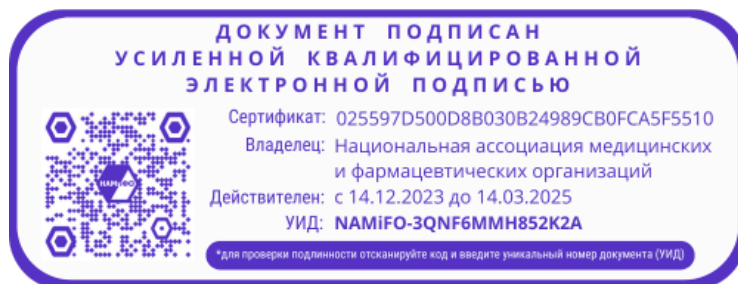 ДОКУМЕНТ ПОДПИСАН
УСИЛЕННОЙ КВАЛИФИЦИРОВАННОЙ
ЭЛЕКТРОННОЙ ПОДПИСЬЮ
Сертификат: 025597D500D8B030B24989CB0FCA5F5510
Владелец: Национальная ассоциация медицинских
и фармацевтических организаций
Действителен: с 14.12.2023 до 14.03.2025
УИД: NAMiFO-3QNF6MMH852K2A
*для проверки подлинности отсканируйте код и введите уникальный номер документа (УИД)